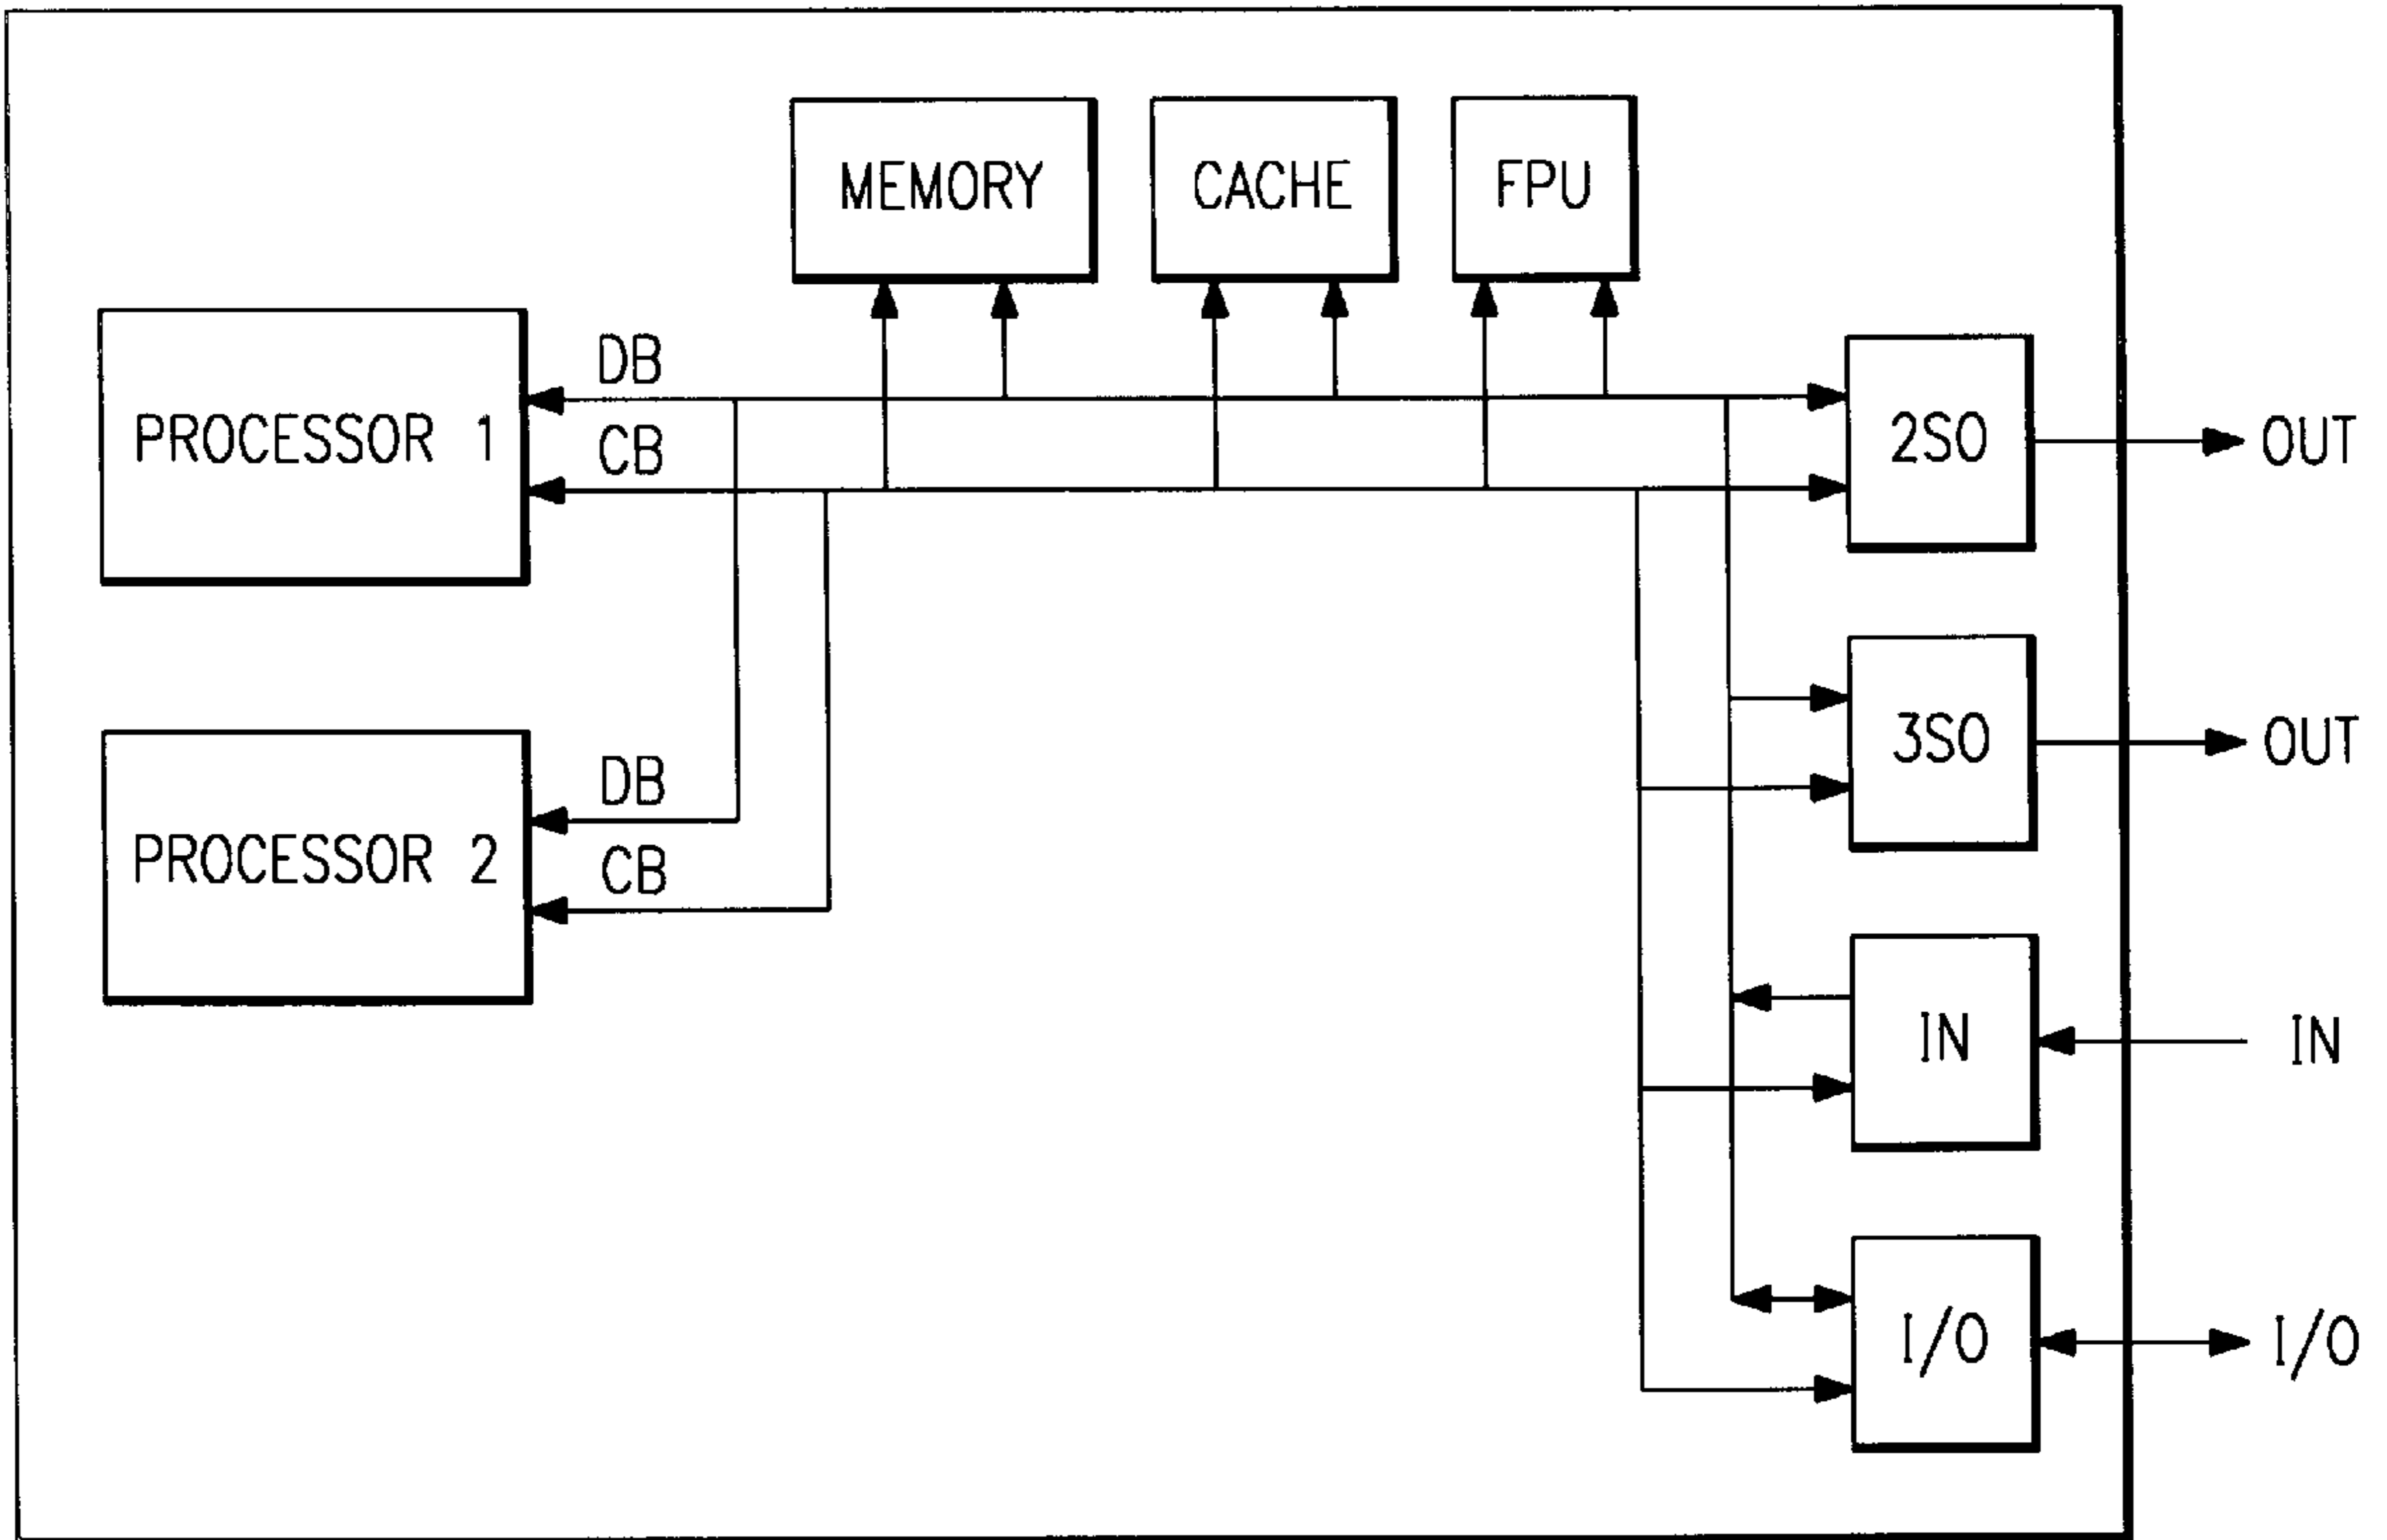 MEMORY
CACHE
FPU
PROCESSOR 1
DB
CB
2SO
OUT
3SO
OUT
PROCESSOR 2
DB
CB
IN
IN
I/O
I/O